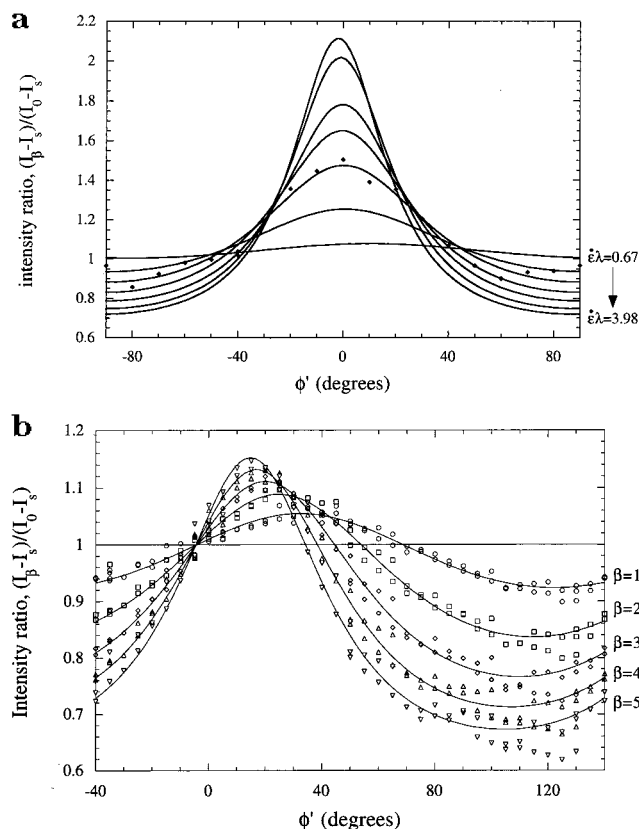 a
intensity ratio, (I_β-I_s)/(I_0-I_s)
2.2
2
1.8
1.6
1.4
1.2
1
0.8
0.6
ε̇λ=0.67
ε̇λ=3.98
-80 -40 0 40 80
ϕ' (degrees)
b
Intensity ratio, (I_β-I_s)/(I_0-I_s)
1.2
1.1
1
0.9
0.8
0.7
0.6
β=1
β=2
β=3
β=4
β=5
-40 0 40 80 120
ϕ' (degrees)